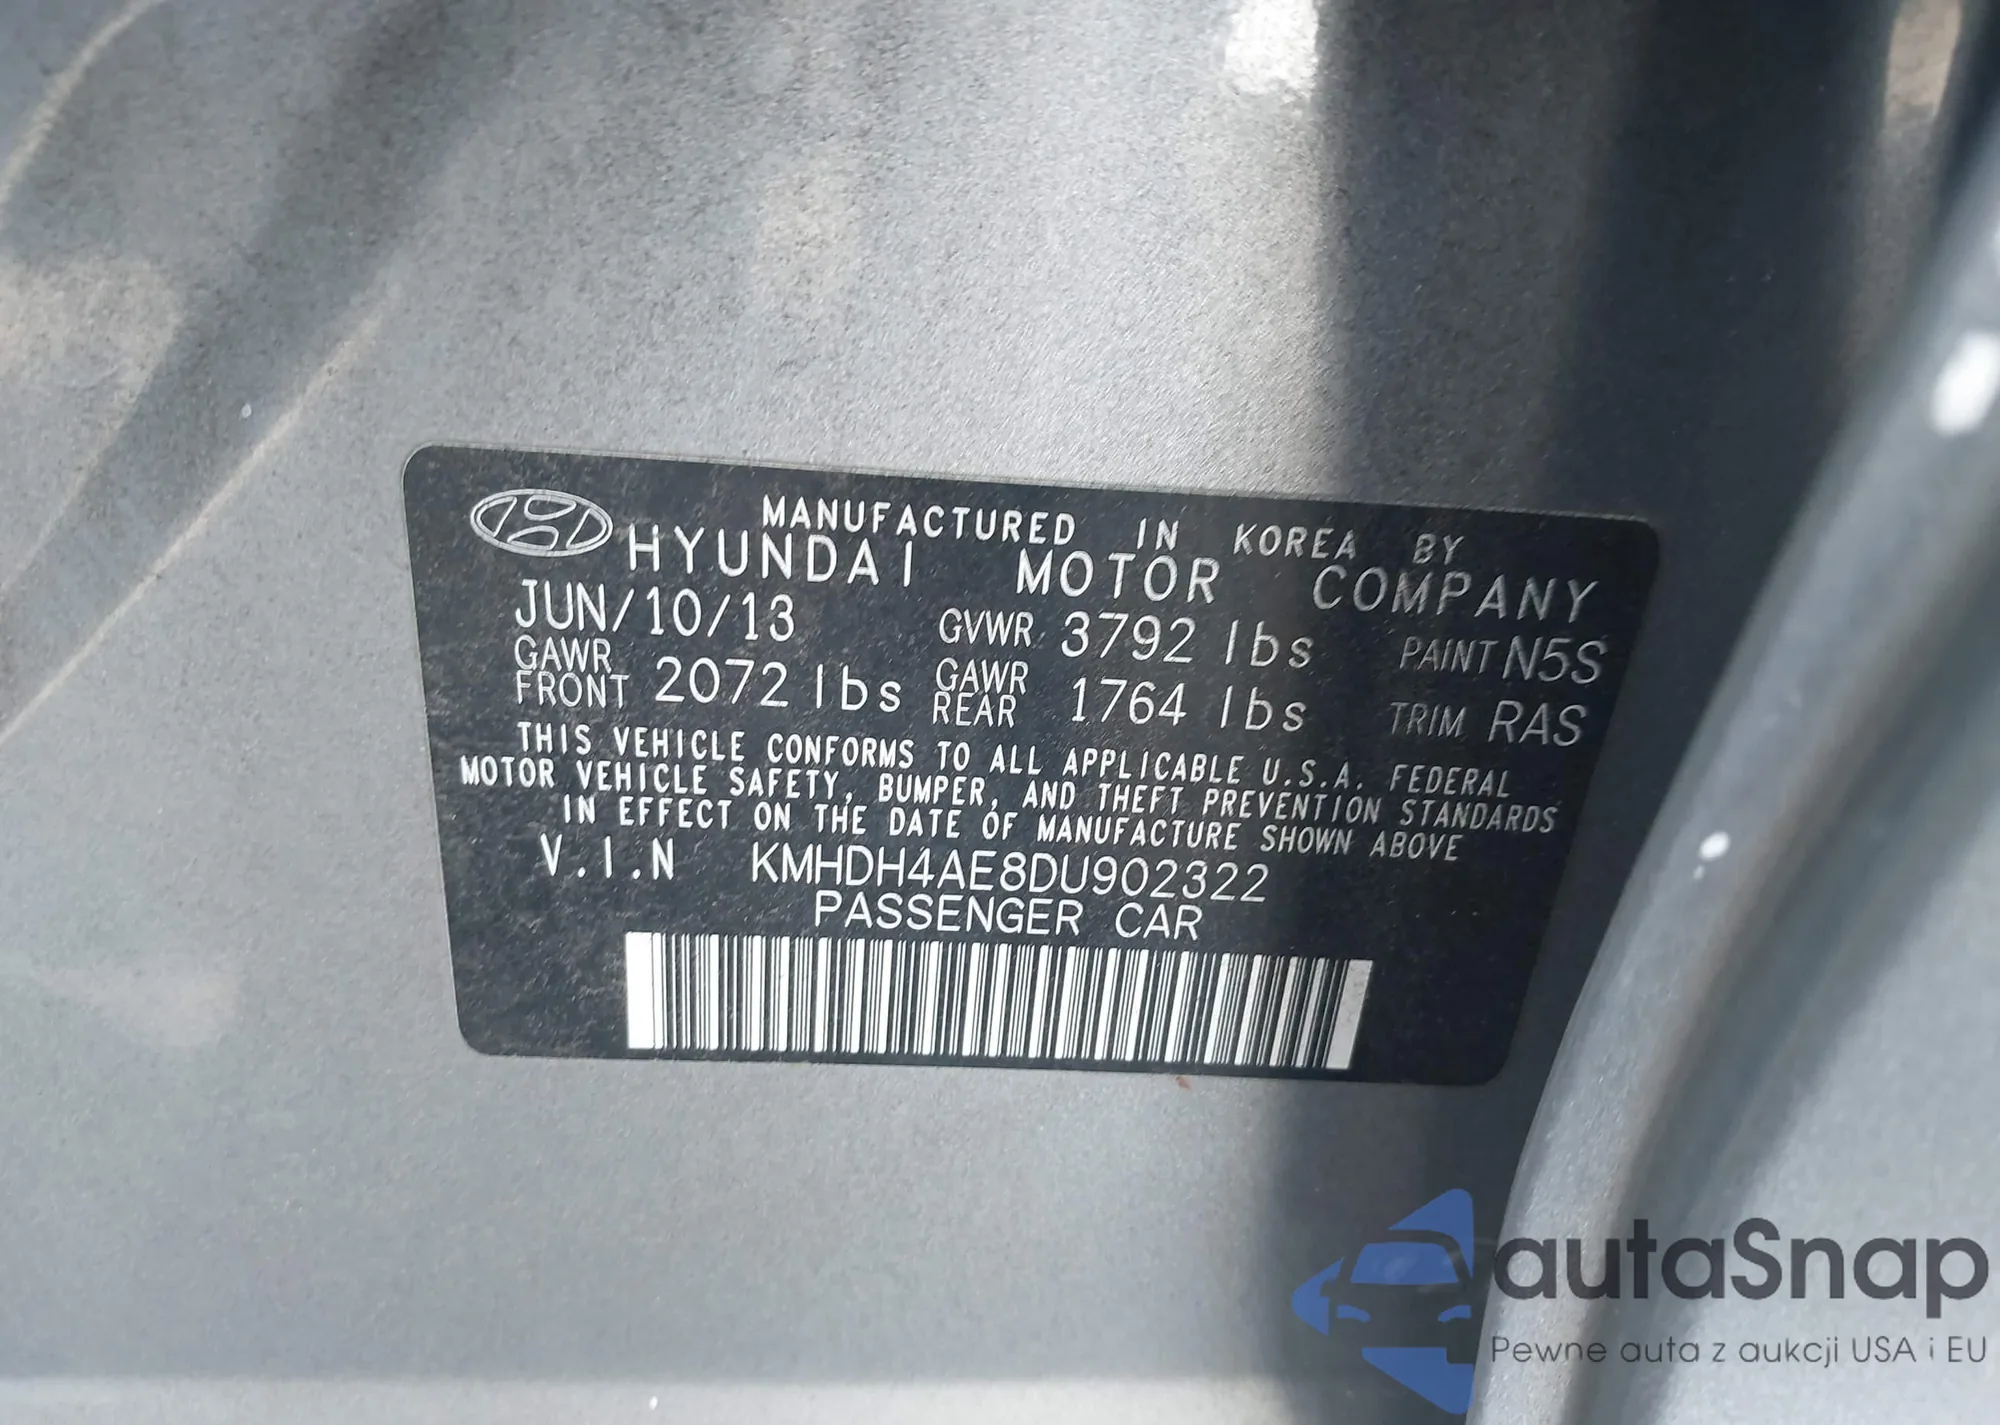 MANUFACTURED IN KOREA BY
HYUNDAI MOTOR COMPANY
JUN/10/13 GVWR 3792 lbs PAINT N5S
GAWR FRONT 2072 lbs GAWR REAR 1764 lbs TRIM RAS
THIS VEHICLE CONFORMS TO ALL APPLICABLE U.S.A. FEDERAL
MOTOR VEHICLE SAFETY, BUMPER, AND THEFT PREVENTION STANDARDS
IN EFFECT ON THE DATE OF MANUFACTURE SHOWN ABOVE
V.I.N KMHDH4AE8DU902322
PASSENGER CAR
autaSnap
Pewne auta z aukcji USA i EU